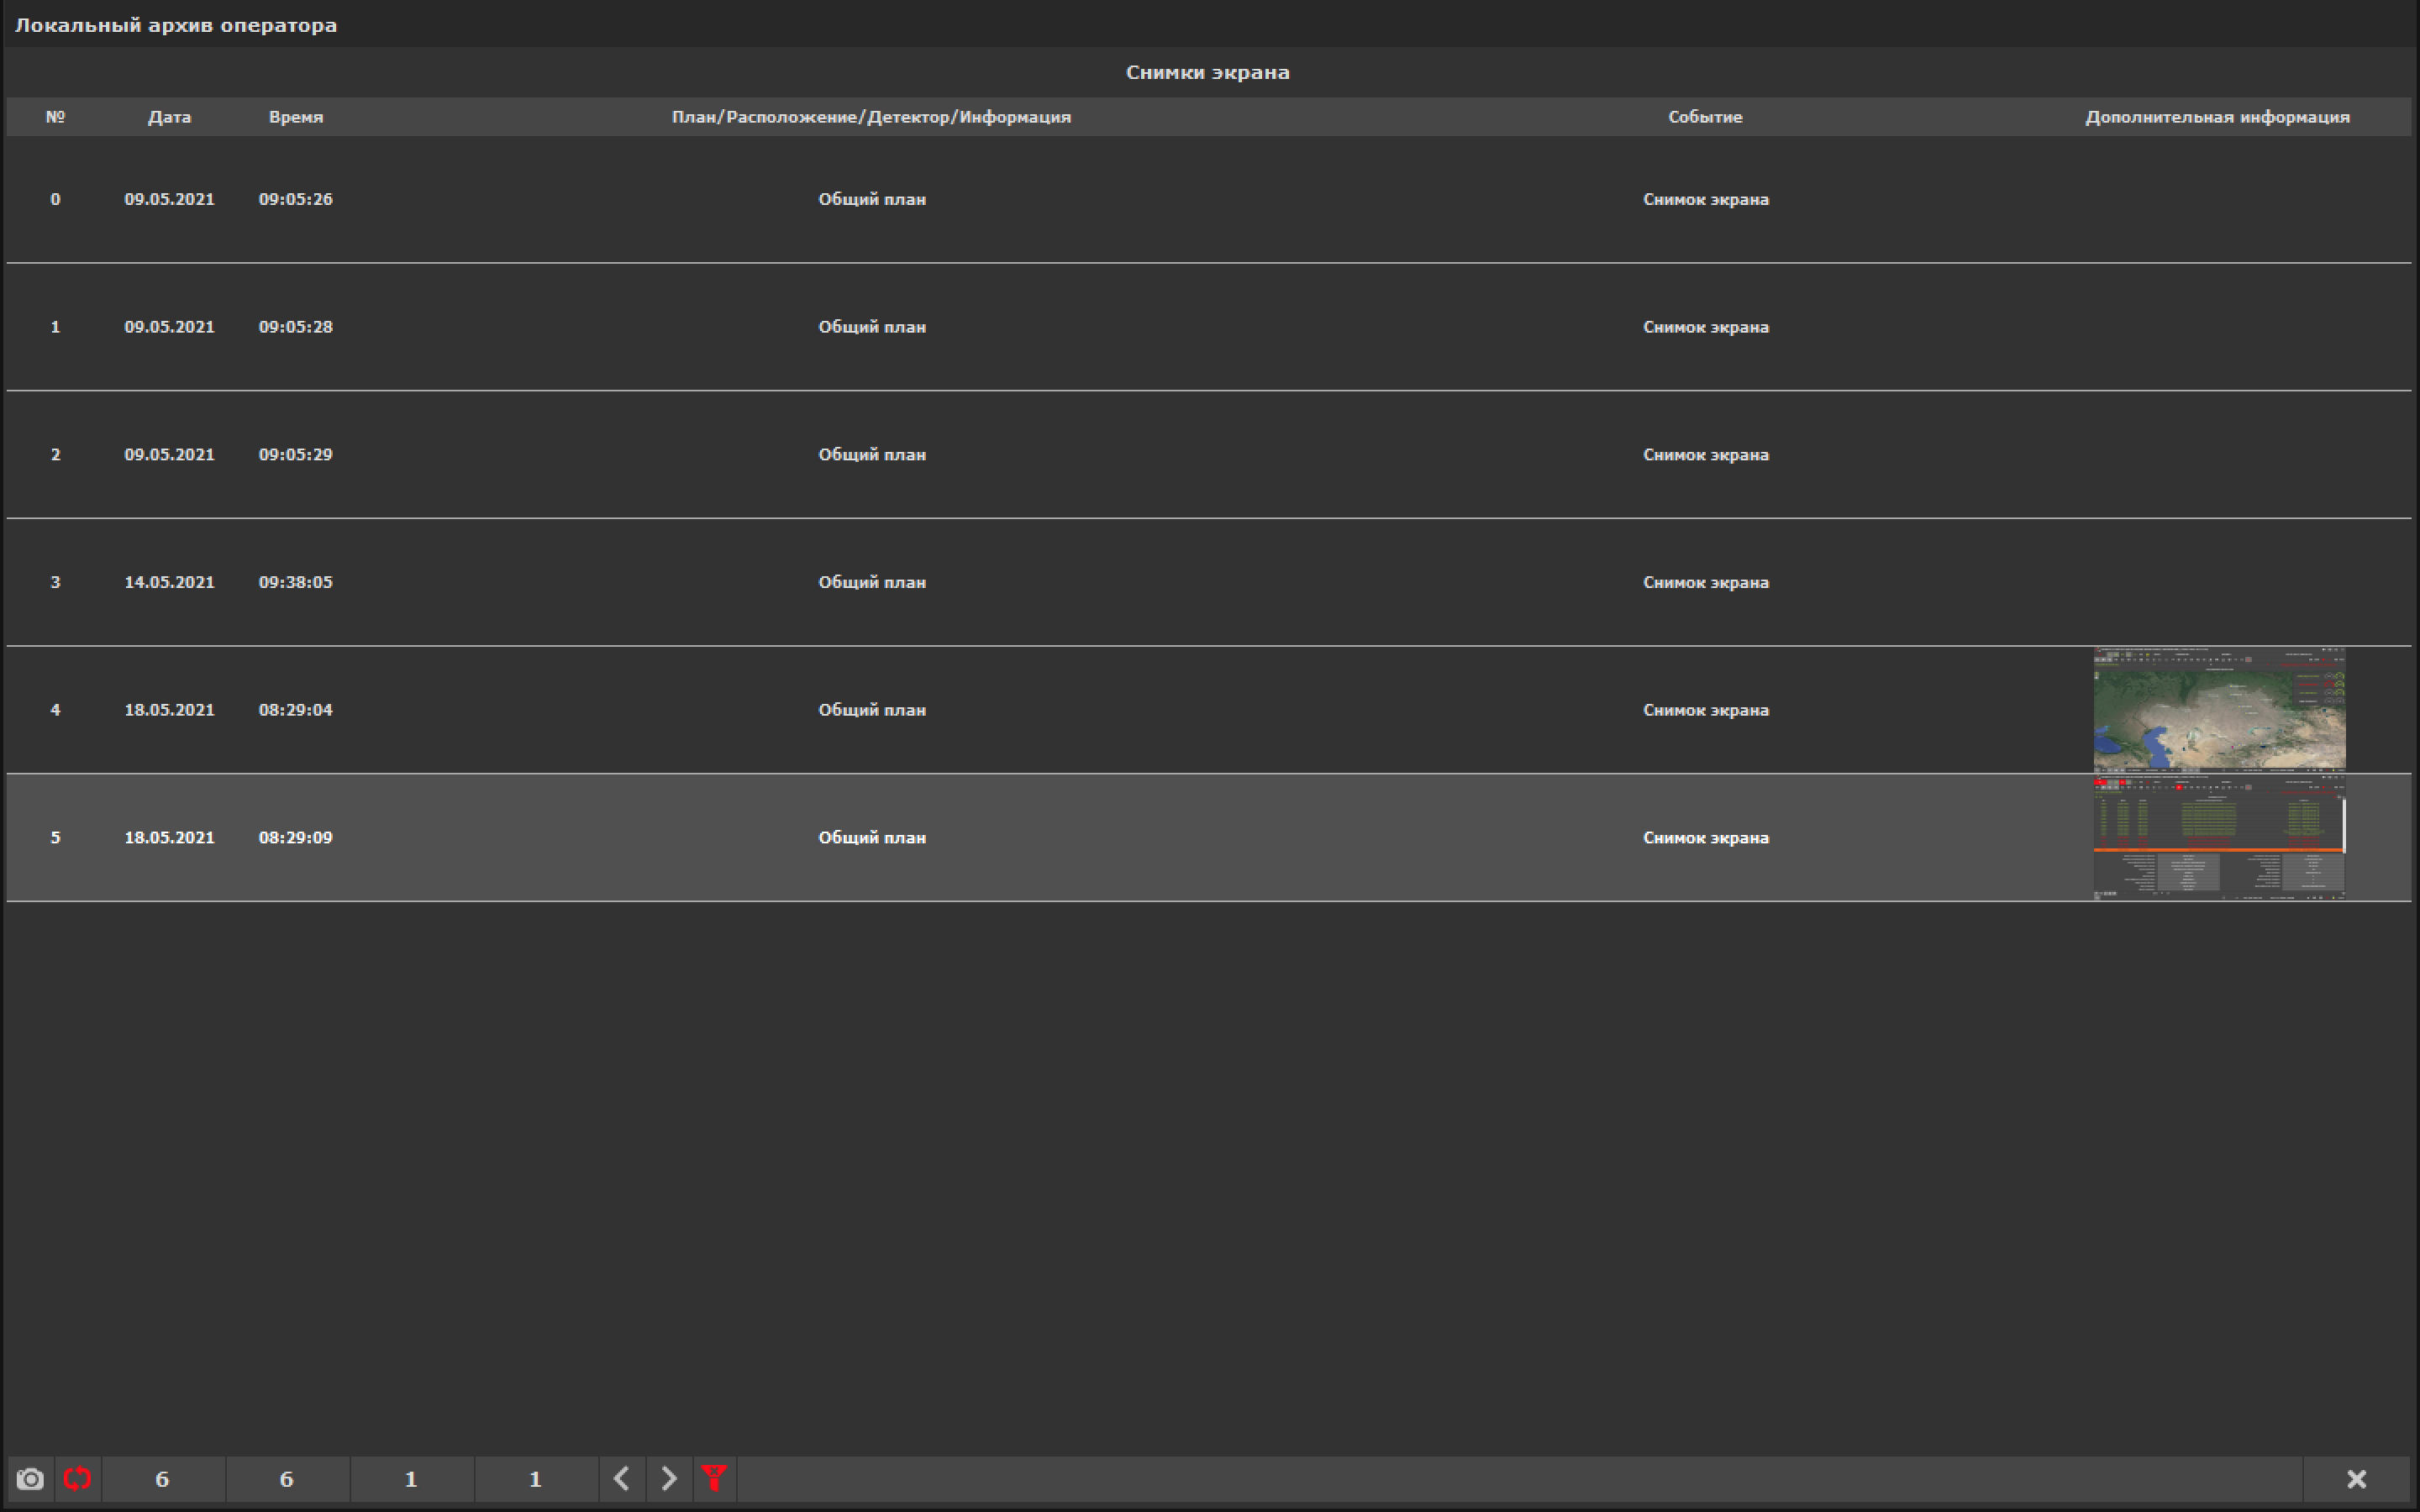 Локальный архив оператора
Снимки экрана
№ Дата Время План/Расположение/Детектор/Информация Событие Дополнительная информация
0 09.05.2021 09:05:26 Общий план Снимок экрана
1 09.05.2021 09:05:28 Общий план Снимок экрана
2 09.05.2021 09:05:29 Общий план Снимок экрана
3 14.05.2021 09:38:05 Общий план Снимок экрана
4 18.05.2021 08:29:04 Общий план Снимок экрана
5 18.05.2021 08:29:09 Общий план Снимок экрана
6 6 1 1